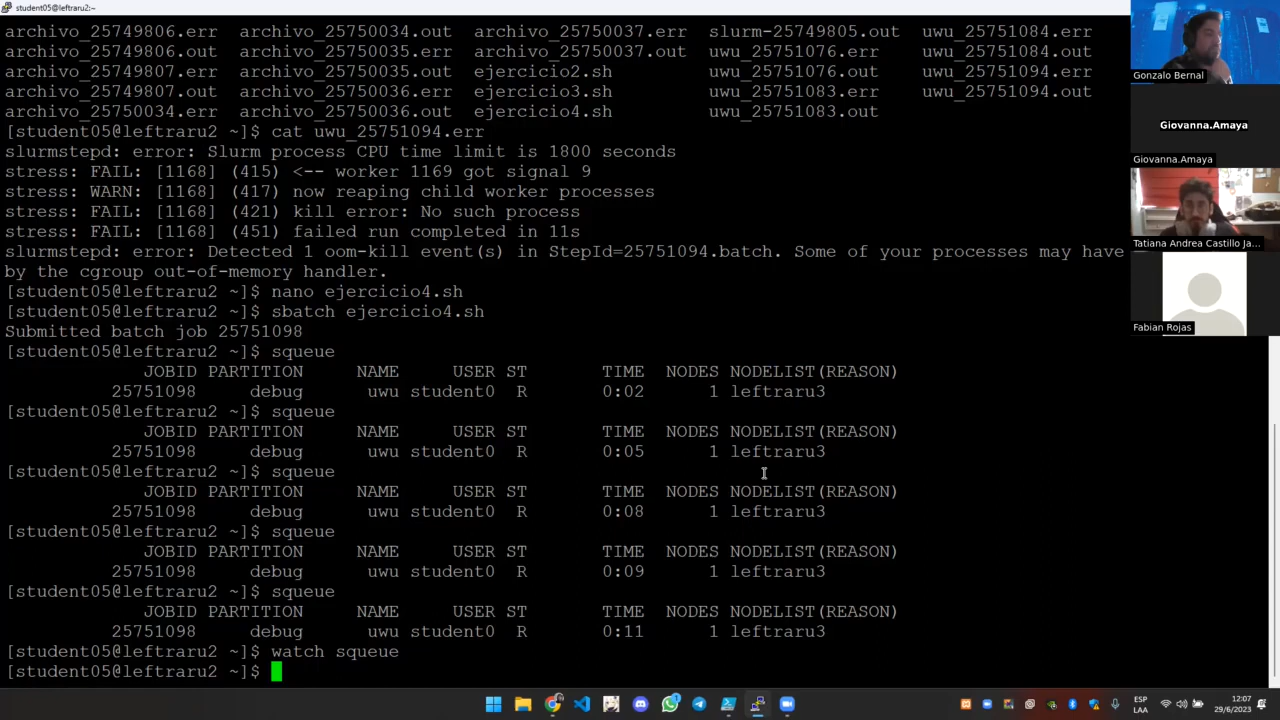 student05@leftraru2:~
archivo_25749806.err  archivo_25750034.out  archivo_25750037.err  slurm-25749805.out  uwu_25751084.err
archivo_25749806.out  archivo_25750035.err  archivo_25750037.out  uwu_25751076.err  uwu_25751084.out
archivo_25749807.err  archivo_25750035.out  ejercicio2.sh  uwu_25751076.out  uwu_25751094.err
archivo_25749807.out  archivo_25750036.err  ejercicio3.sh  uwu_25751083.err  uwu_25751094.out
archivo_25750034.err  archivo_25750036.out  ejercicio4.sh  uwu_25751083.out
[student05@leftraru2 ~]$ cat uwu_25751094.err
slurmstepd: error: Slurm process CPU time limit is 1800 seconds
stress: FAIL: [1168] (415) <-- worker 1169 got signal 9
stress: WARN: [1168] (417) now reaping child worker processes
stress: FAIL: [1168] (421) kill error: No such process
stress: FAIL: [1168] (451) failed run completed in 11s
slurmstepd: error: Detected 1 oom-kill event(s) in StepId=25751094.batch. Some of your processes may have
by the cgroup out-of-memory handler.
[student05@leftraru2 ~]$ nano ejercicio4.sh
[student05@leftraru2 ~]$ sbatch ejercicio4.sh
Submitted batch job 25751098
[student05@leftraru2 ~]$ squeue
JOBID PARTITION NAME USER ST TIME NODES NODELIST(REASON)
25751098 debug uwu student0 R 0:02 1 leftraru3
[student05@leftraru2 ~]$ squeue
JOBID PARTITION NAME USER ST TIME NODES NODELIST(REASON)
25751098 debug uwu student0 R 0:05 1 leftraru3
[student05@leftraru2 ~]$ squeue
JOBID PARTITION NAME USER ST TIME NODES NODELIST(REASON)
25751098 debug uwu student0 R 0:08 1 leftraru3
[student05@leftraru2 ~]$ squeue
JOBID PARTITION NAME USER ST TIME NODES NODELIST(REASON)
25751098 debug uwu student0 R 0:09 1 leftraru3
[student05@leftraru2 ~]$ squeue
JOBID PARTITION NAME USER ST TIME NODES NODELIST(REASON)
25751098 debug uwu student0 R 0:11 1 leftraru3
[student05@leftraru2 ~]$ watch squeue
[student05@leftraru2 ~]$
Gonzalo Bernal
Giovanna.Amaya
Giovanna.Amaya
Tatiana Andrea Castillo Ja...
Fabian Rojas
1
ESP
LAA
12:07
29/6/2023